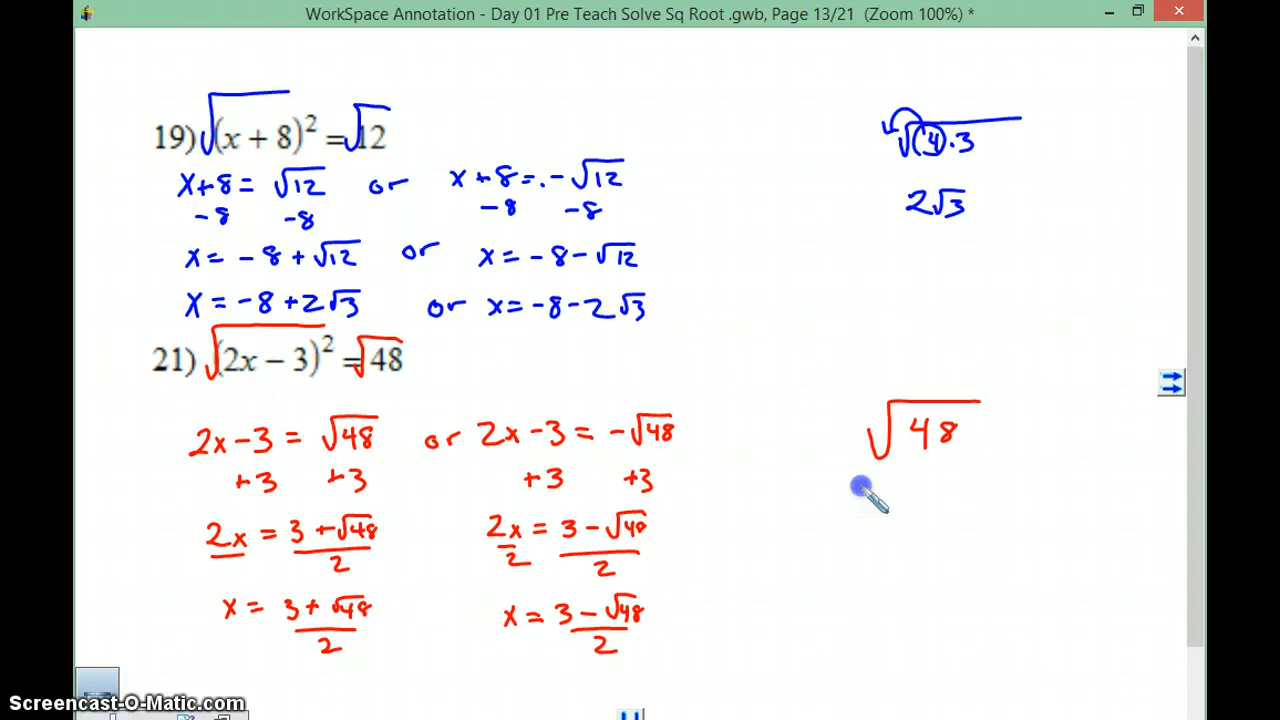 WorkSpace Annotation - Day 01 Pre Teach Solve Sq Root .gwb, Page 13/21 (Zoom 100%) *
19) √(x + 8)² = √12
x+8 = √12 or x+8 = . -√12
-8 -8 -8 -8
x = -8 + √12 or x = -8 - √12
x = -8 + 2√3 or x = -8 - 2√3
√(4)·3
2√3
21) √(2x − 3)² = √48
2x-3 = √48 or 2x-3 = -√48
+3 +3 +3 +3
2x = 3 + √48 2x = 3 - √48
2 2 2
x = 3 + √48 x = 3 - √48
2 2
√48
Screencast-O-Matic.com